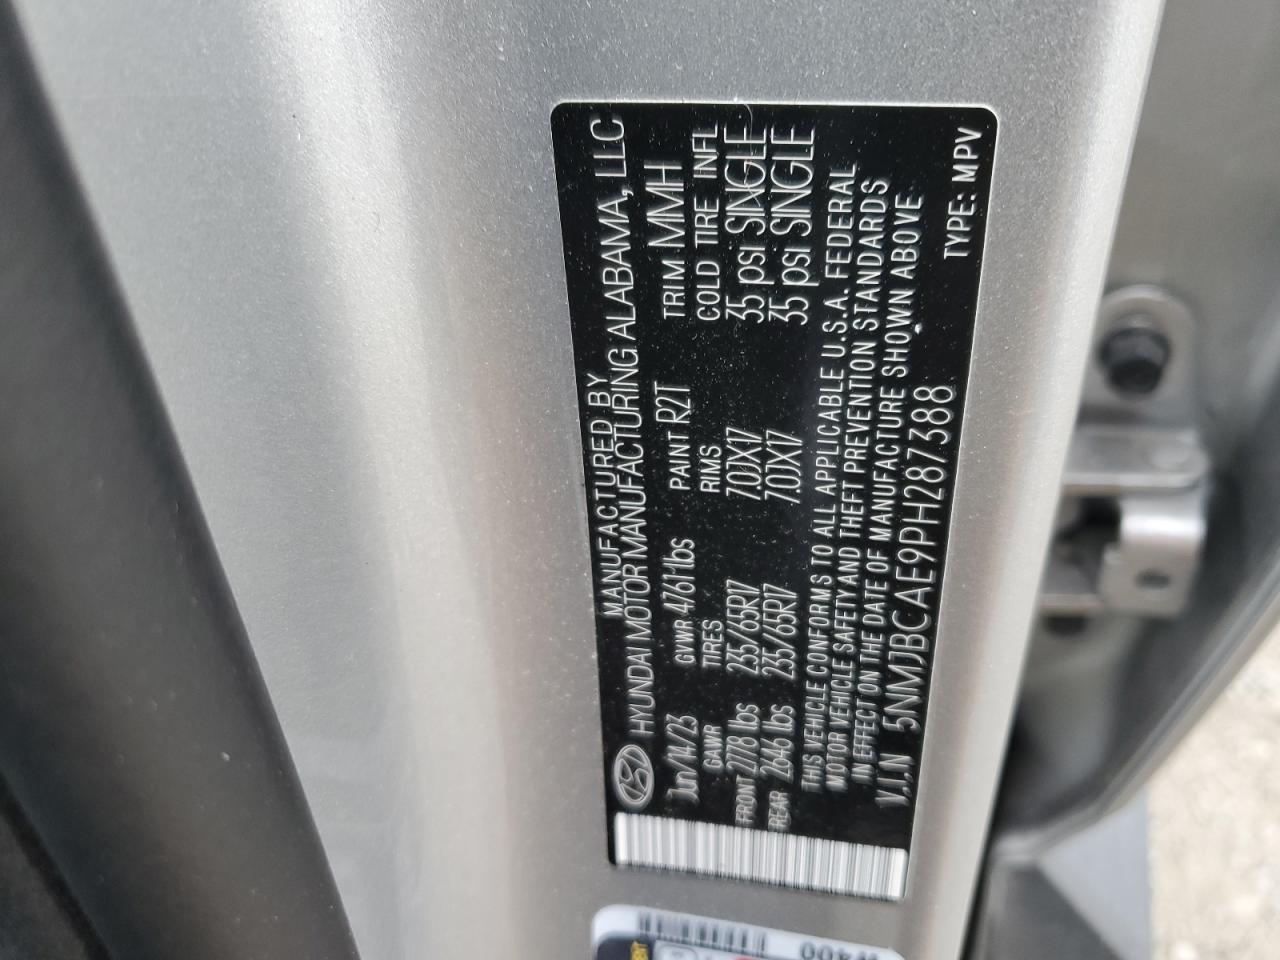 MANUFACTURED BY
HYUNDAI MOTOR MANUFACTURING ALABAMA, LLC
Jun/14/23 GVWR 4761 lbs PAINT R2T TRIM MMH
GAWR TIRES RIMS COLD TIRE INFL
FRONT 2778 lbs 235/65R17 7.0JX17 35 psi SINGLE
REAR 2646 lbs 235/65R17 7.0JX17 35 psi SINGLE
THIS VEHICLE CONFORMS TO ALL APPLICABLE U.S.A. FEDERAL
MOTOR VEHICLE SAFETY AND THEFT PREVENTION STANDARDS
IN EFFECT ON THE DATE OF MANUFACTURE SHOWN ABOVE
V.I.N 5NMJBCAE9PH287388
TYPE: MPV